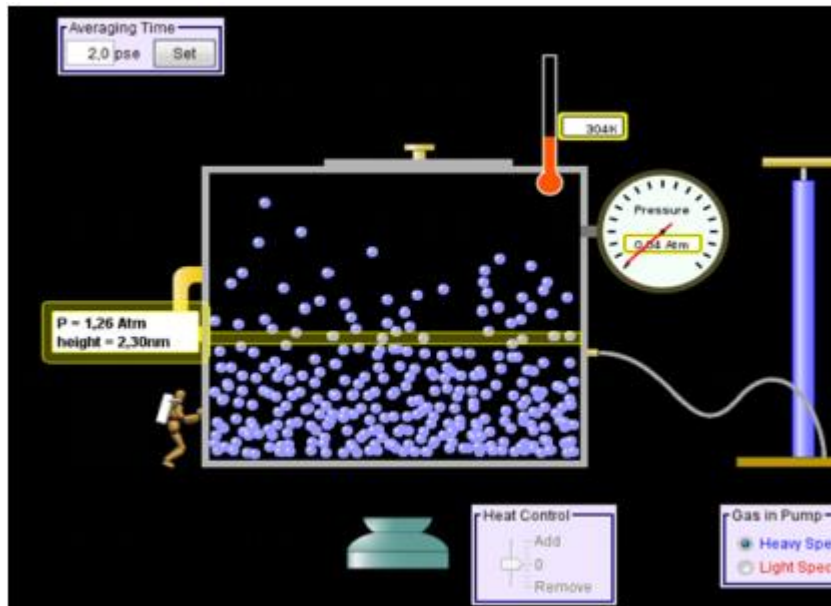 Averaging Time
2,0 pse Set
304K
Pressure
0,04 Atm
P = 1,26 Atm
height = 2,30nm
Heat Control
Add
0
Remove
Gas in Pump
Heavy Spe
Light Spec